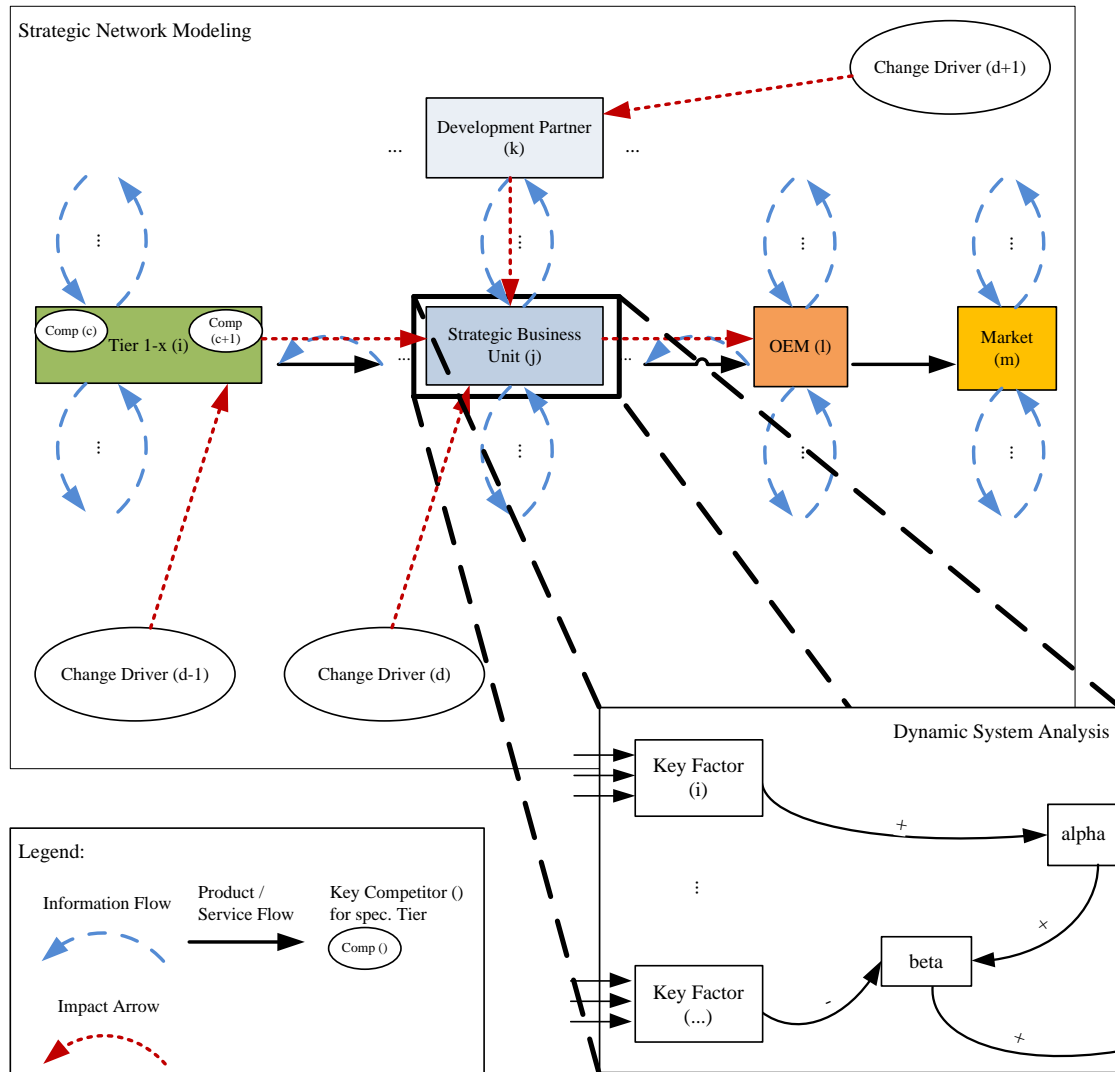 Strategic Network Modeling
Change Driver (d+1)
Development Partner
(k)
...
...
...
...
...
Comp (c)
Comp
(c+1)
Tier 1-x (i)
...
Strategic Business
Unit (j)
...
OEM (l)
Market
(m)
...
...
...
...
...
Change Driver (d-1)
Change Driver (d)
Dynamic System Analysis
Key Factor
(i)
+
alpha
...
+
beta
Key Factor
(...)
-
+
Legend:
Information Flow
Product /
Service Flow
Key Competitor ()
for spec. Tier
Comp ()
Impact Arrow